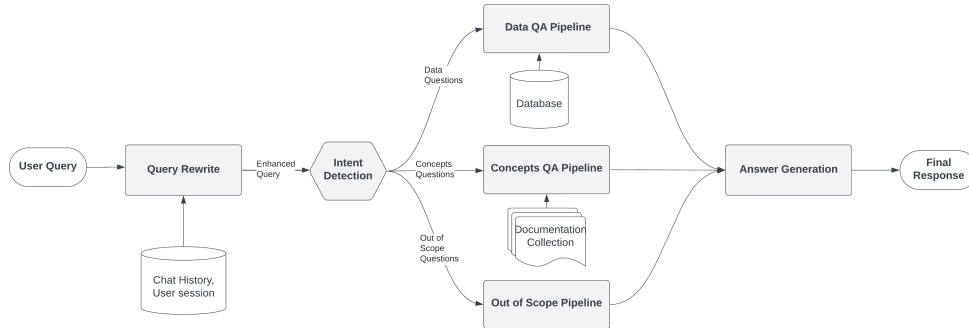 Data QA Pipeline
Data
Questions
Database
User Query
Query Rewrite
Enhanced
Query
Intent
Detection
Concepts
Questions
Concepts QA Pipeline
Answer Generation
Final
Response
Documentation
Collection
Out of
Scope
Questions
Chat History,
User session
Out of Scope Pipeline